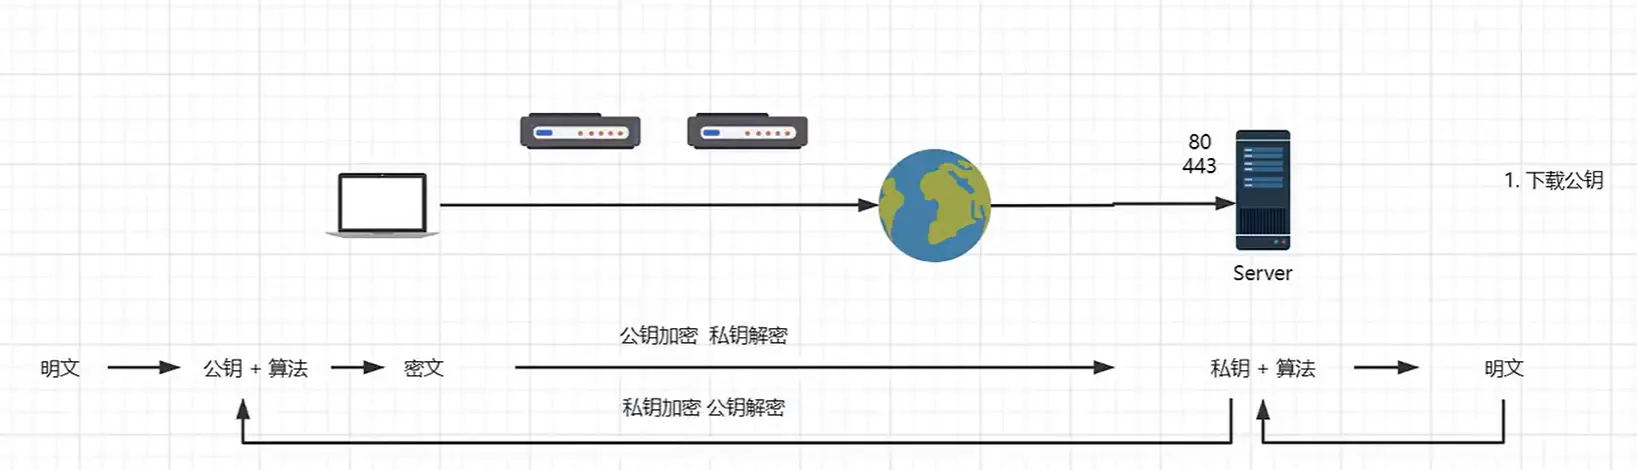 80
443
1. 下载公钥
Server
公钥加密 私钥解密
明文 公钥 + 算法 密文 私钥 + 算法 明文
私钥加密 公钥解密